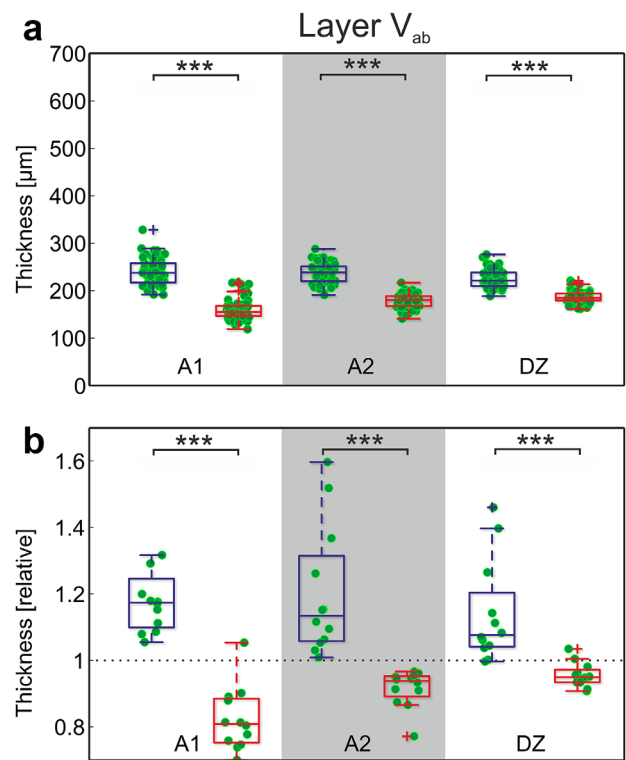 a
Layer V_ab
700
600
500
400
300
200
100
0
Thickness [µm]
*** *** ***
A1 A2 DZ
b
1.6
1.4
1.2
1
0.8
Thickness [relative]
*** *** ***
A1 A2 DZ